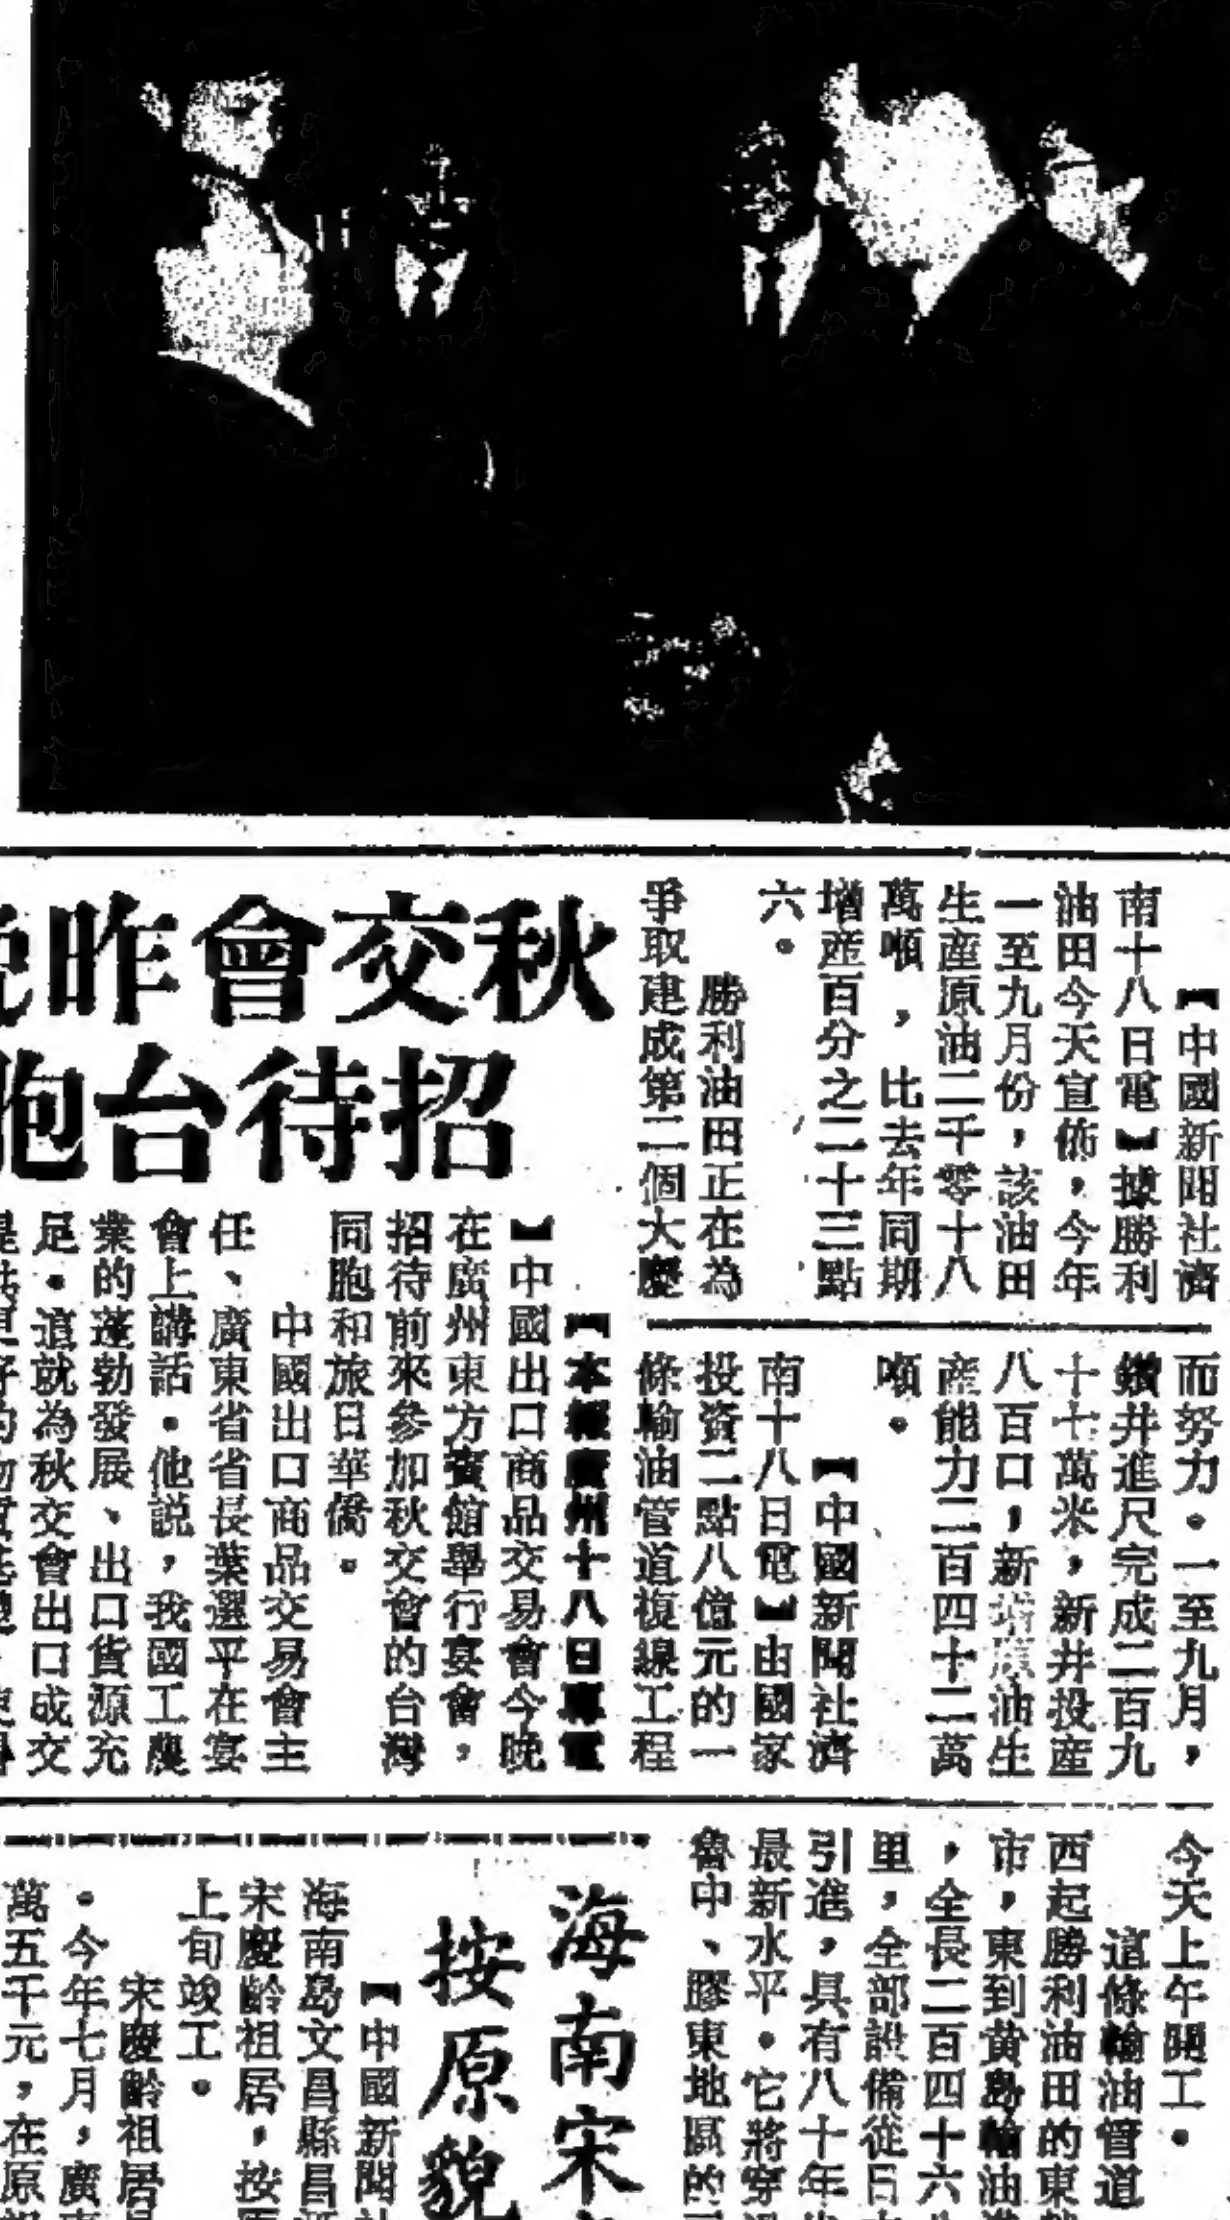 【中國新聞社濟
南十八日電】據勝利
油田今天宣佈，今年
一至九月份，該油田
生產原油二千零十八
萬噸，比去年同期
增產百分之二十三點
六。
勝利油田正在為
爭取建成第二個大慶
而努力。一至九月，
鑽井進尺完成二百九
十七萬米，新井投產
八百口，新增原油生
產能力二百四十二萬
噸。
【中國新聞社濟
南十八日電】由國家
投資二點八億元的一
條輸油管道複線工程
今天上午開工。
這條輸油管道
西起勝利油田的東
市，東到黃島輸油
，全長二百四十六
里，全部設備從日
引進，具有八十年
最新水平。它將穿
魯中、膠東地區的
秋交會昨晚
招待台胞
【本報廣州十八日專電
】中國出口商品交易會今晚
在廣州東方賓館舉行宴會，
招待前來參加秋交會的台灣
同胞和旅日華僑。
中國出口商品交易會主
任、廣東省省長葉選平在宴
會上講話。他說，我國工農
業的蓬勃發展、出口貨源充
足。這就為秋交會出口成交
海南宋
按原貌
【中國新聞社
海南島文昌縣昌
宋慶齡祖居，按原
上旬竣工。
宋慶齡祖居
。今年七月，廣東
萬五千元，在原